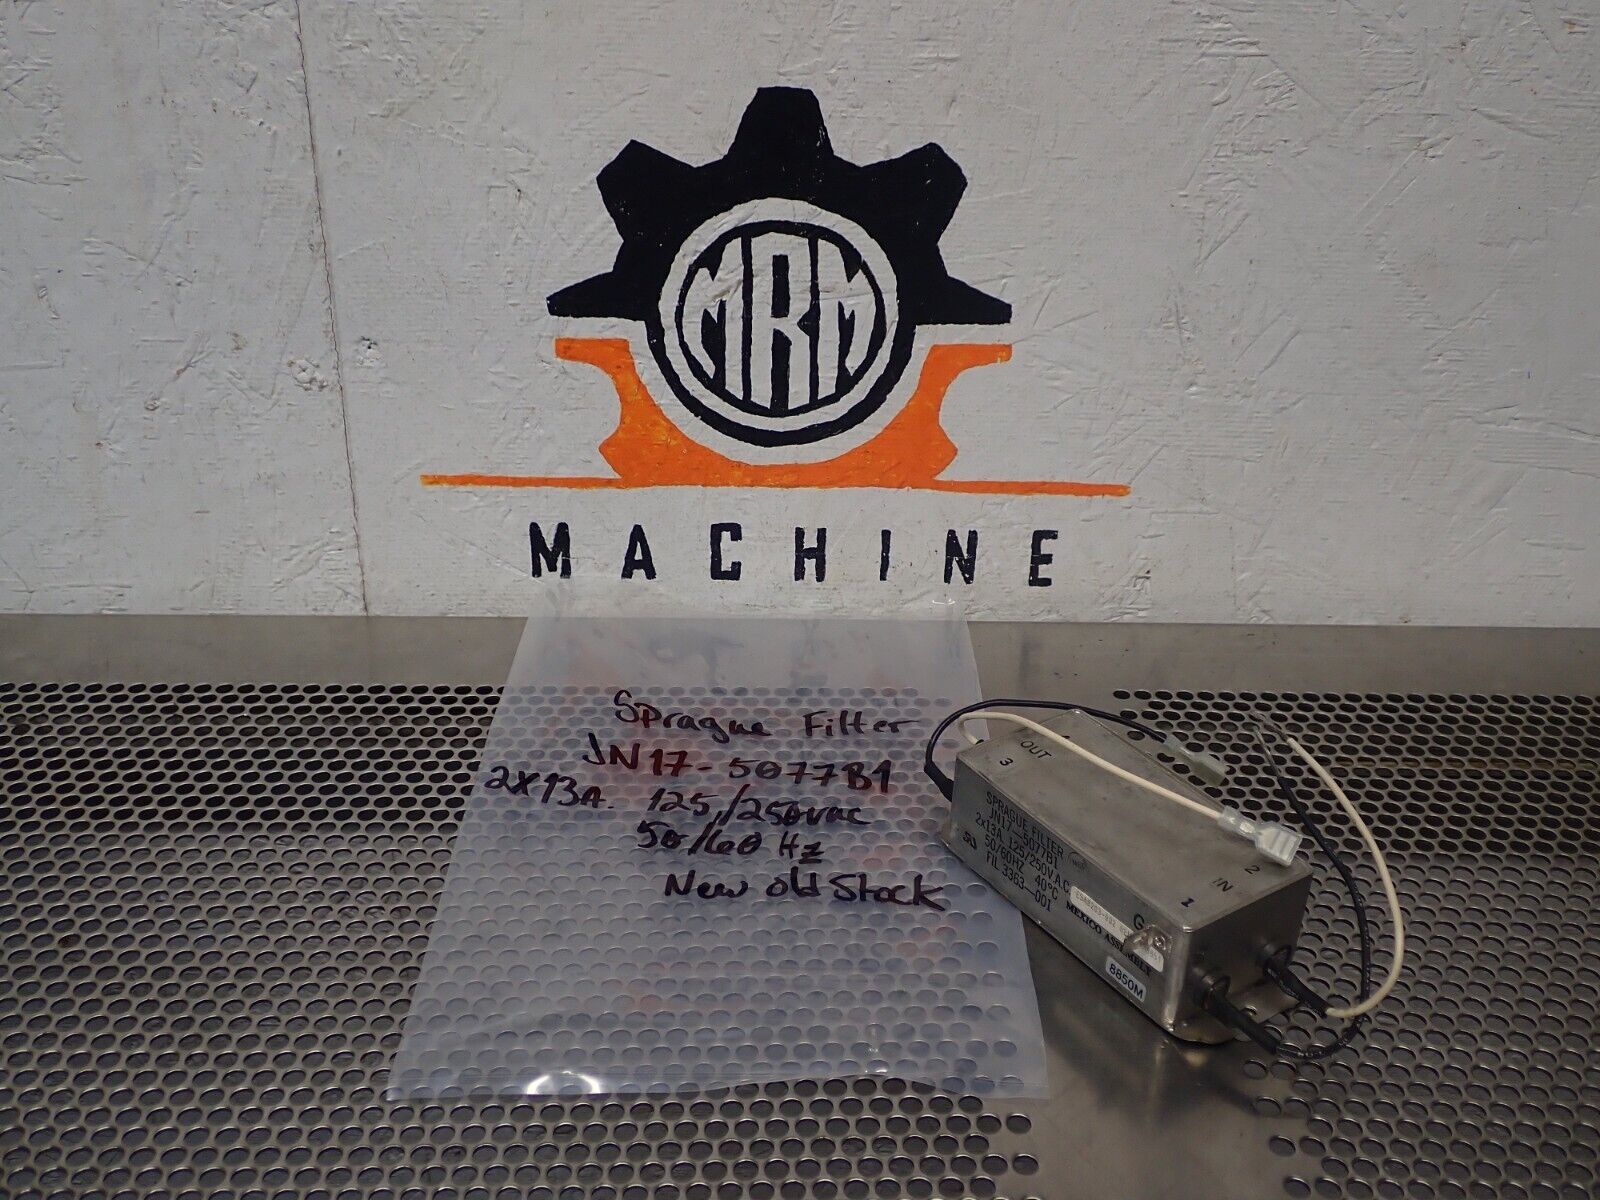 MRM
MACHINE
Sprague Filter
JN17-5077B1
2X13A. 125/250vac
50/60 Hz
New old Stock
OUT
3
SPRAGUE FILTER
JN17-5077B1
2x13A 125/250V.A.C.
50/60HZ 40°C
FIL 3363-001
MEXICO ASSEMBLY
8850M
G
1
IN
2